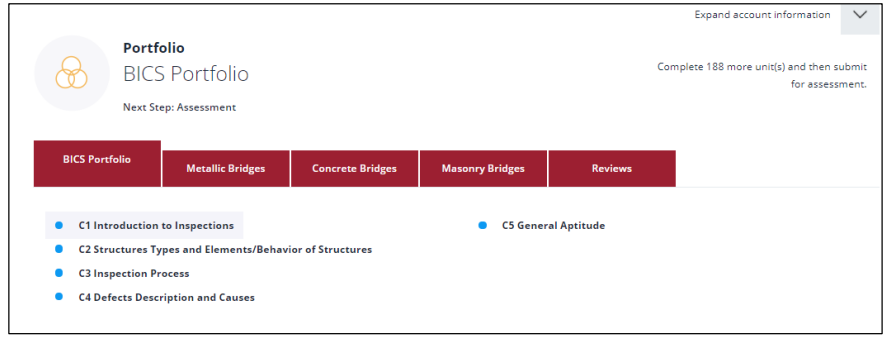 Expand account information
Portfolio
BICS Portfolio
Complete 188 more unit(s) and then submit
for assessment.
Next Step: Assessment
BICS Portfolio
Metallic Bridges
Concrete Bridges
Masonry Bridges
Reviews
C1 Introduction to Inspections
C2 Structures Types and Elements/Behavior of Structures
C3 Inspection Process
C4 Defects Description and Causes
C5 General Aptitude